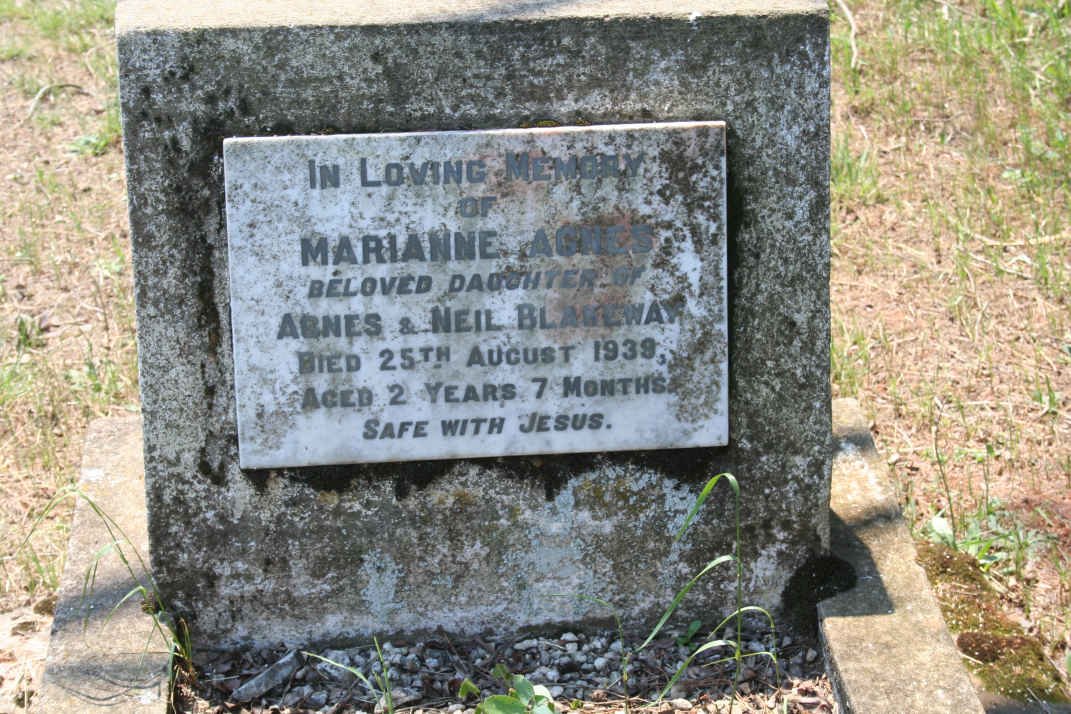 In Loving Memory
of
MARIANNE AGNES
BELOVED DAUGHTER OF
AGNES & NEIL BLAKEWAY
DIED 25TH AUGUST 1939,
AGED 2 YEARS 7 MONTHS.
SAFE WITH JESUS.